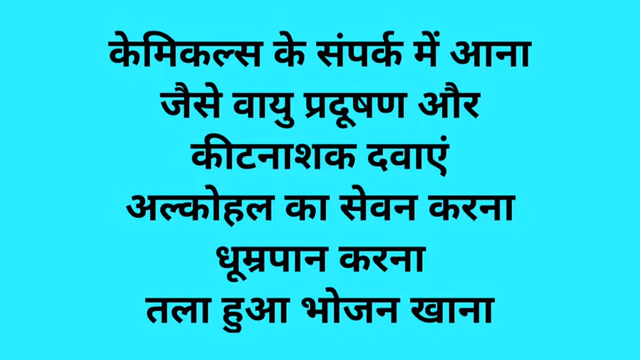 केमिकल्स के संपर्क में आना
जैसे वायु प्रदूषण और
कीटनाशक दवाएं
अल्कोहल का सेवन करना
धूम्रपान करना
तला हुआ भोजन खाना